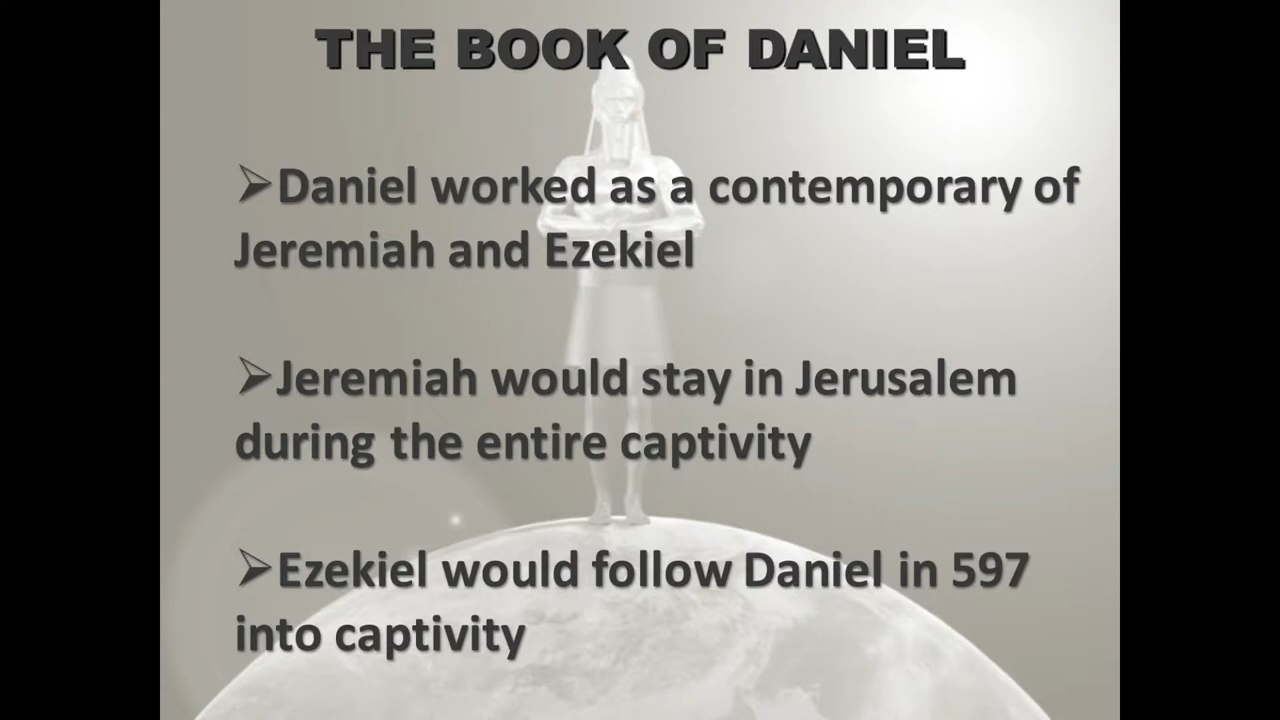 THE BOOK OF DANIEL
➢Daniel worked as a contemporary of
Jeremiah and Ezekiel
➢Jeremiah would stay in Jerusalem
during the entire captivity
➢Ezekiel would follow Daniel in 597
into captivity